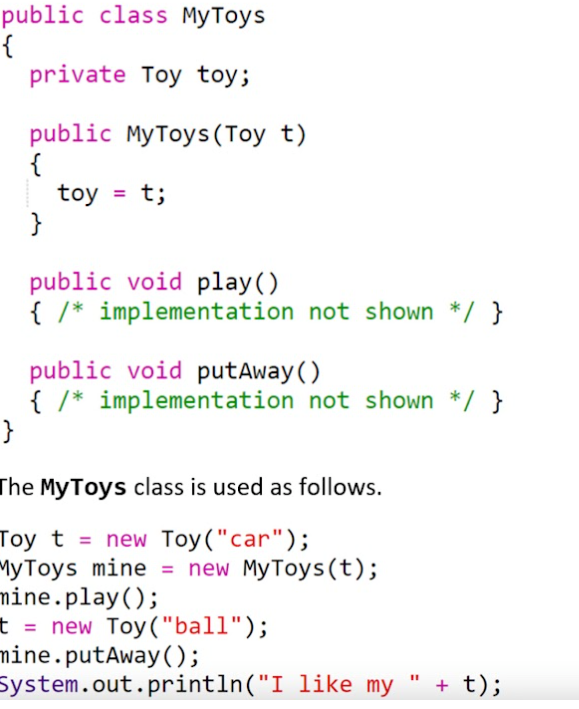 public class MyToys
{
private Toy toy;
public MyToys(Toy t)
{
toy = t;
}
public void play()
{ /* implementation not shown */ }
public void putAway()
{ /* implementation not shown */ }
}
The MyToys class is used as follows.
Toy t = new Toy("car");
MyToys mine = new MyToys(t);
mine.play();
t = new Toy("ball");
mine.putAway();
System.out.println("I like my " + t);